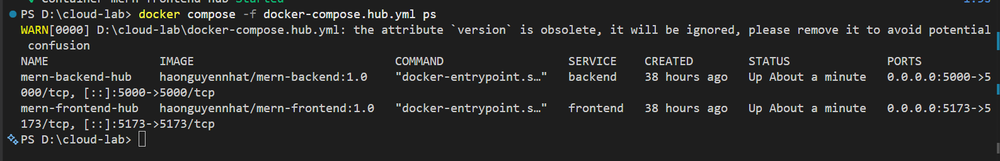 PS D:\cloud-lab> docker compose -f docker-compose.hub.yml ps
WARN[0000] D:\cloud-lab\docker-compose.hub.yml: the attribute `version` is obsolete, it will be ignored, please remove it to avoid potential
 confusion
NAME                IMAGE                            COMMAND                  SERVICE    CREATED        STATUS              PORTS
mern-backend-hub    haonguyennhat/mern-backend:1.0    "docker-entrypoint.s…"   backend    38 hours ago   Up About a minute   0.0.0.0:5000->5
000/tcp, [::]:5000->5000/tcp
mern-frontend-hub   haonguyennhat/mern-frontend:1.0   "docker-entrypoint.s…"   frontend   38 hours ago   Up About a minute   0.0.0.0:5173->5
173/tcp, [::]:5173->5173/tcp
PS D:\cloud-lab>